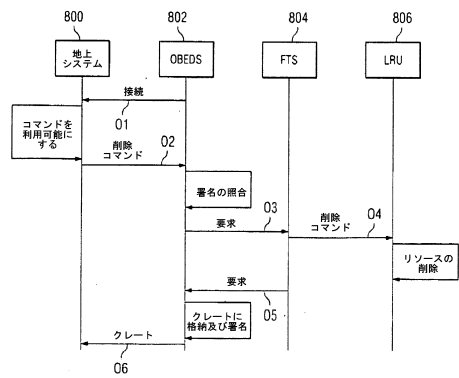 800
802
804
806
地上
システム
OBEDS
FTS
LRU
接続
01
コマンドを
利用可能に
する
削除
コマンド
02
署名の照合
要求
03
削除
コマンド
04
リソースの
削除
要求
05
クレートに
格納及び署名
クレート
06